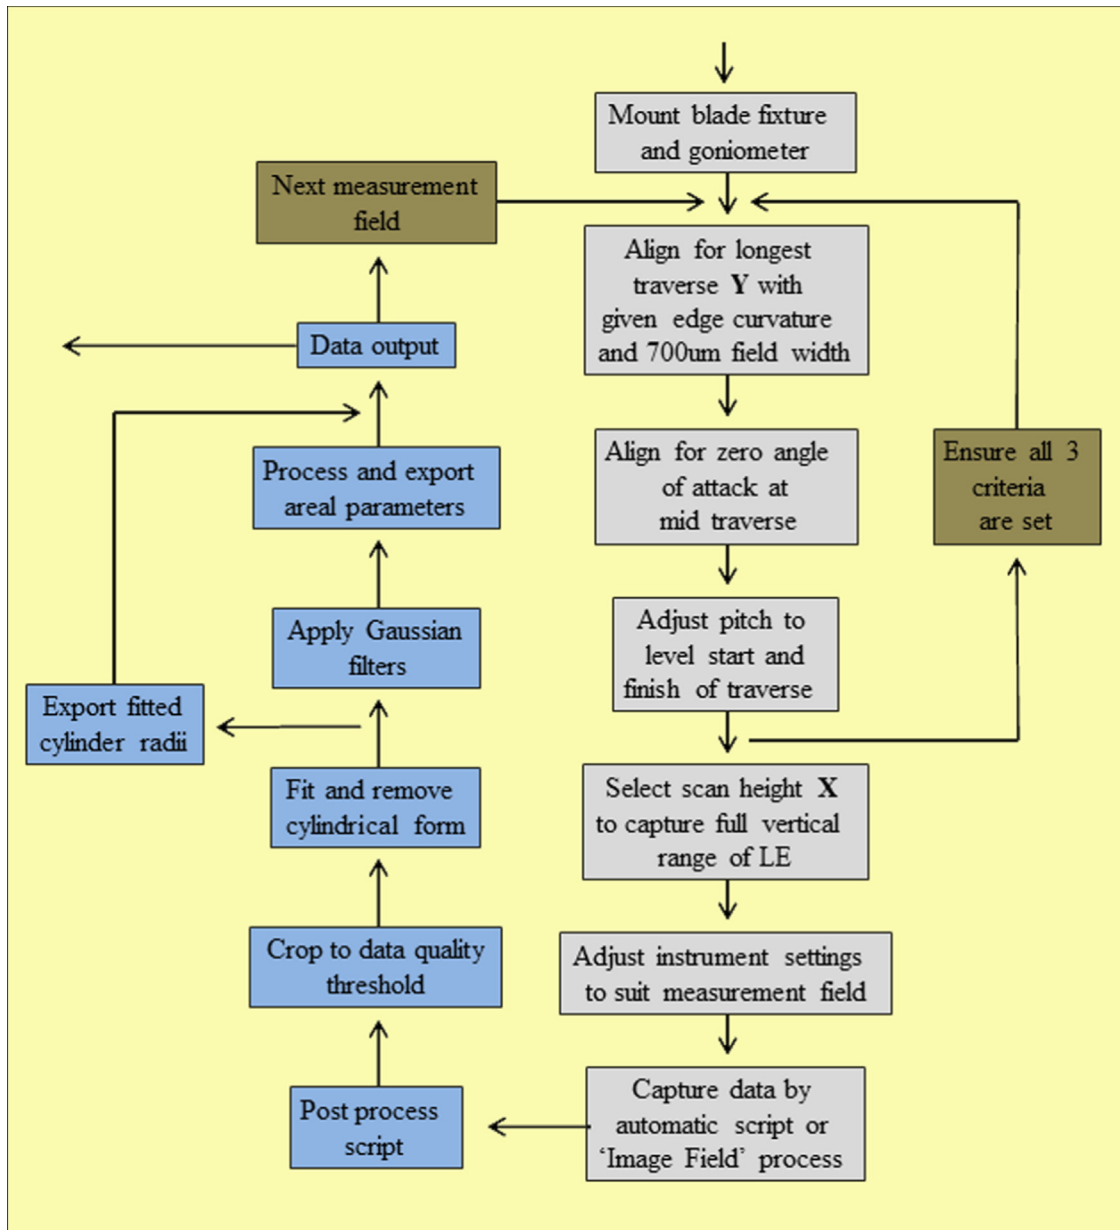 Mount blade fixture
and goniometer
Next measurement
field
Align for longest
traverse Y with
given edge curvature
and 700um field width
Data output
Align for zero angle
of attack at
mid traverse
Ensure all 3
criteria
are set
Process and export
areal parameters
Adjust pitch to
level start and
finish of traverse
Apply Gaussian
filters
Export fitted
cylinder radii
Select scan height X
to capture full vertical
range of LE
Fit and remove
cylindrical form
Adjust instrument settings
to suit measurement field
Crop to data quality
threshold
Capture data by
automatic script or
‘Image Field’ process
Post process
script